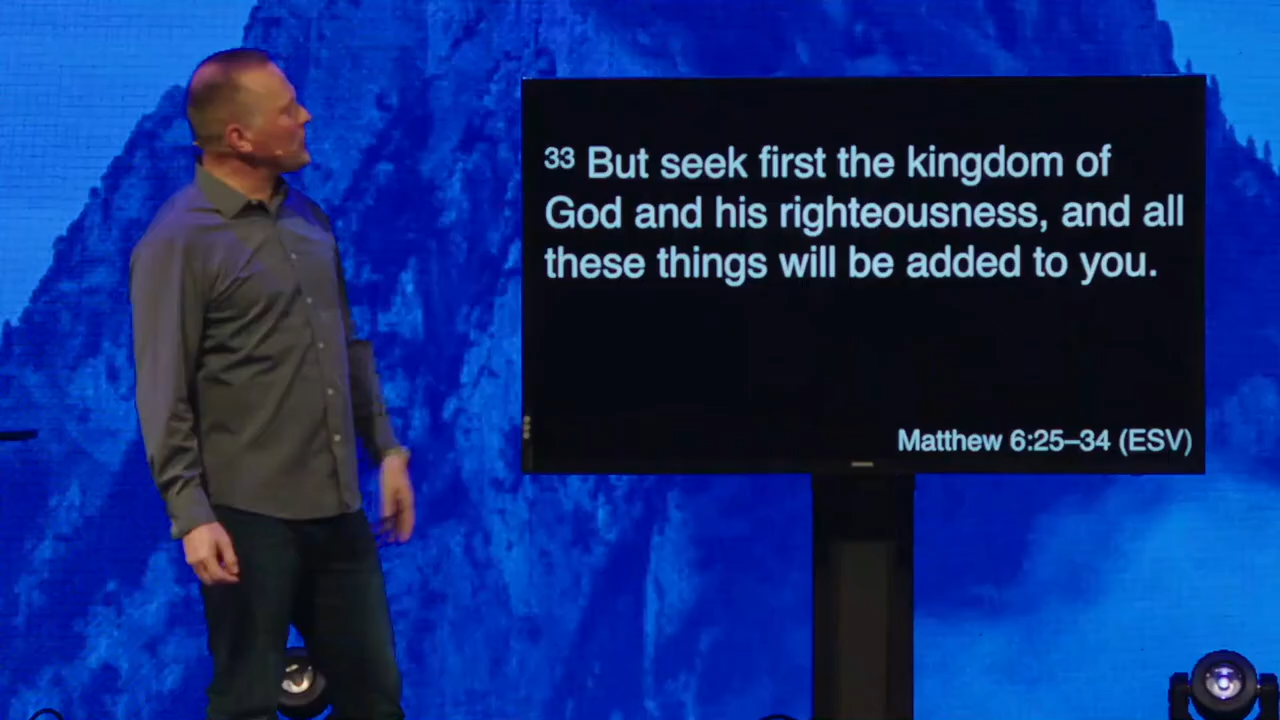 33 But seek first the kingdom of
God and his righteousness, and all
these things will be added to you.
Matthew 6:25–34 (ESV)